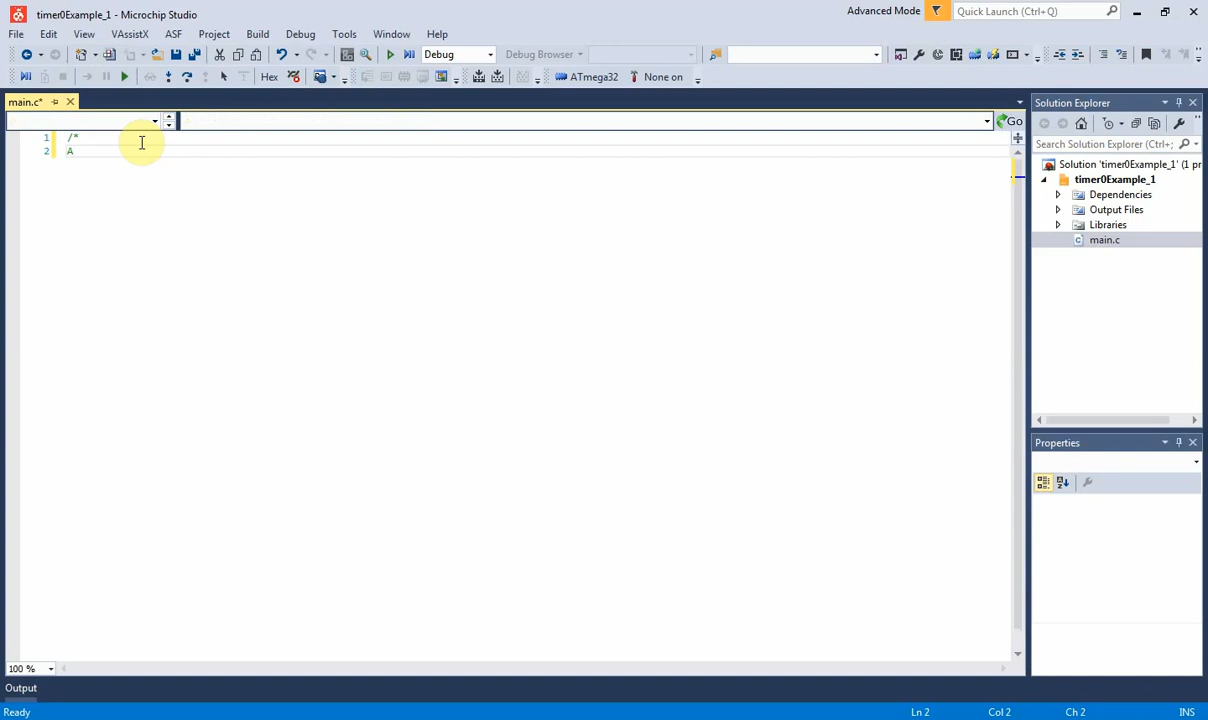 timer0Example_1 - Microchip Studio
Advanced Mode
Quick Launch (Ctrl+Q)
File Edit View VAssistX ASF Project Build Debug Tools Window Help
Debug
Debug Browser
Hex
ATmega32
None on
main.c*
Go
1 /*
2 A
100 %
Solution Explorer
Search Solution Explorer (Ctrl+;
Solution 'timer0Example_1' (1 pr
timer0Example_1
Dependencies
Output Files
Libraries
main.c
Properties
Output
Ready
Ln 2
Col 2
Ch 2
INS